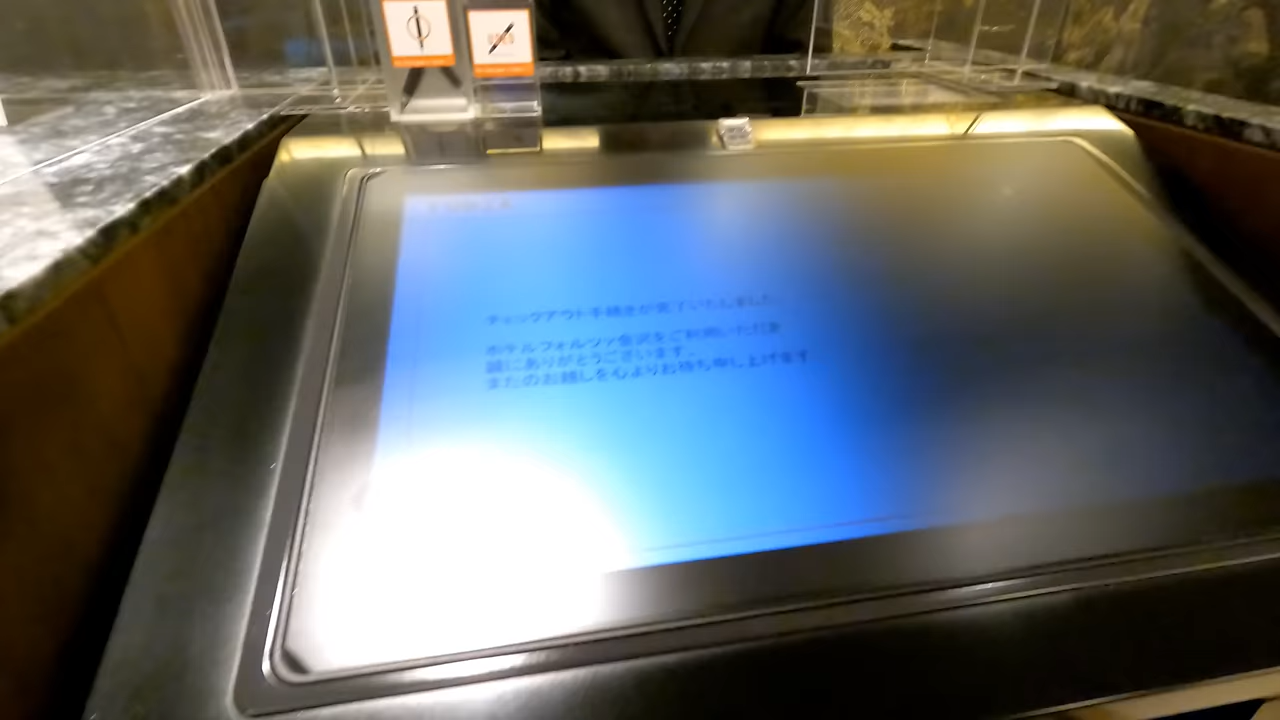 チェックアウト手続きが完了いたしました
ホテルフォルツァ金沢をご利用いただき
誠にありがとうございます。
またのお越しを心よりお待ち申し上げます
USED